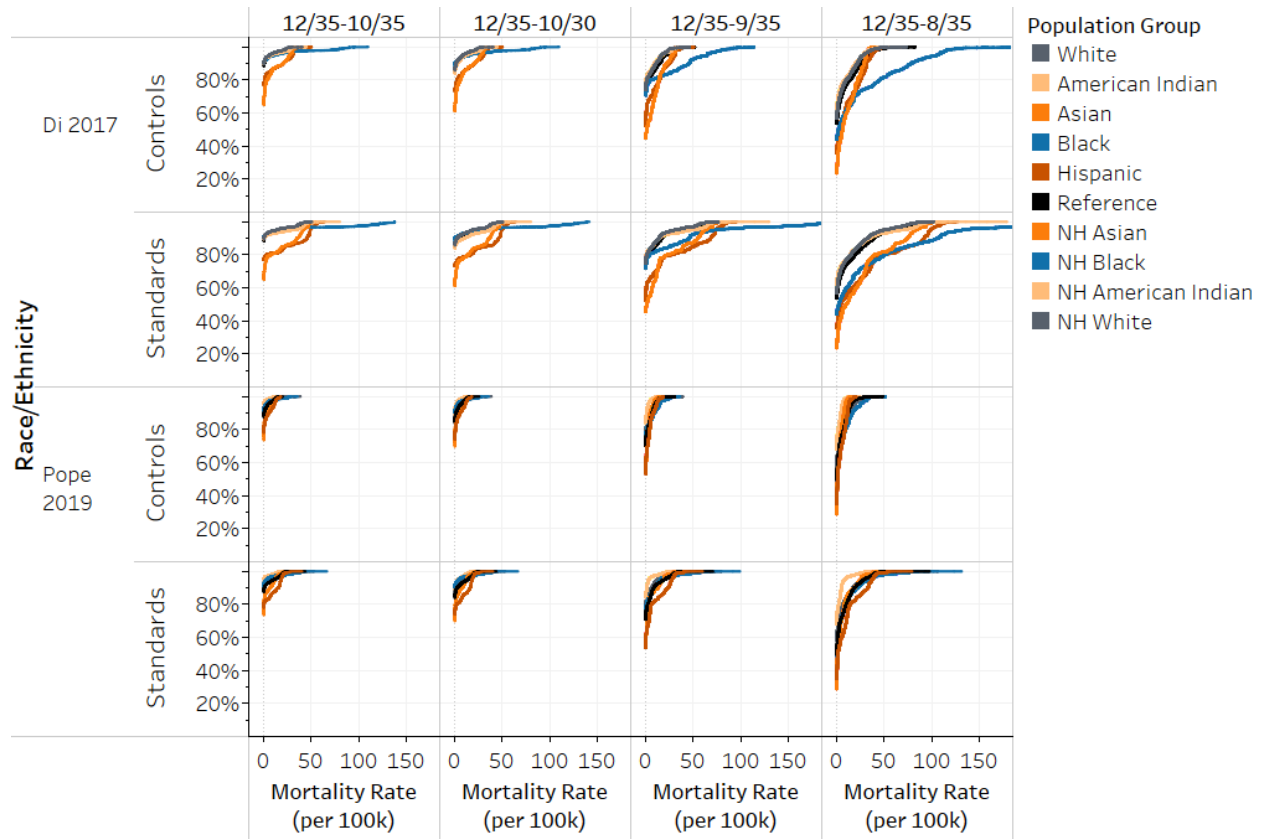 12/35-10/35 12/35-10/30 12/35-9/35 12/35-8/35
Population Group
White
American Indian
Asian
Black
Hispanic
Reference
NH Asian
NH Black
NH American Indian
NH White
Race/Ethnicity
Di 2017
Controls
80%
60%
40%
20%
Standards
80%
60%
40%
20%
Pope
2019
Controls
80%
60%
40%
20%
Standards
80%
60%
40%
20%
0 50 100 150 0 50 100 150 0 50 100 150 0 50 100 150
Mortality Rate Mortality Rate Mortality Rate Mortality Rate
(per 100k) (per 100k) (per 100k) (per 100k)